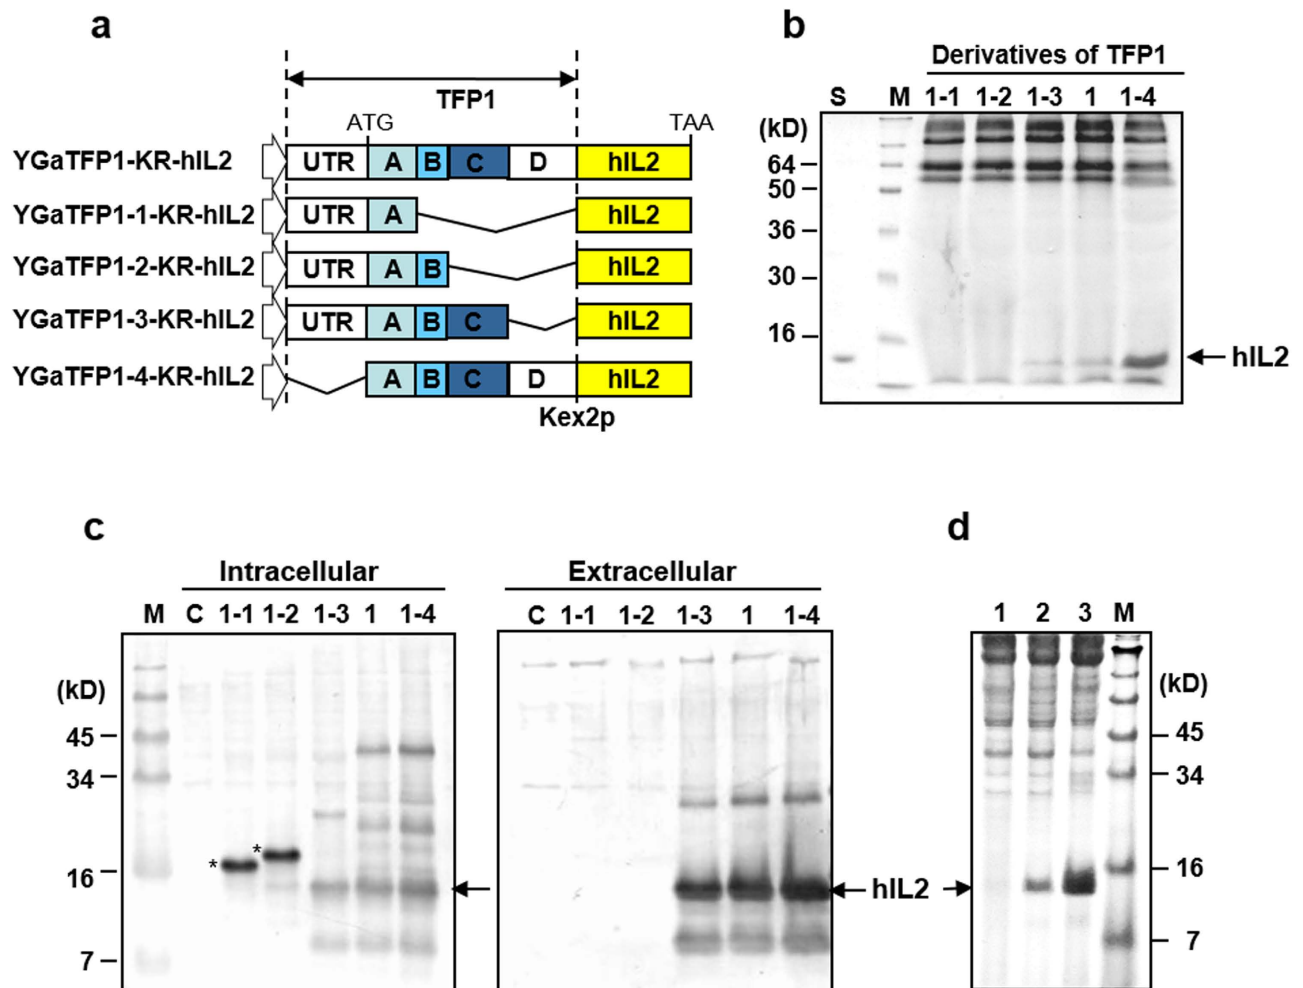 a
TFP1
ATG
TAA
YGaTFP1-KR-hIL2
UTR A B C D hIL2
YGaTFP1-1-KR-hIL2
UTR A hIL2
YGaTFP1-2-KR-hIL2
UTR A B hIL2
YGaTFP1-3-KR-hIL2
UTR A B C hIL2
YGaTFP1-4-KR-hIL2
A B C D hIL2
Kex2p
b
Derivatives of TFP1
S M 1-1 1-2 1-3 1 1-4
(kD)
64
50
36
30
16
hIL2
c
Intracellular
M C 1-1 1-2 1-3 1 1-4
(kD)
45
34
16
7
*
*
Extracellular
C 1-1 1-2 1-3 1 1-4
hIL2
d
1 2 3 M
(kD)
45
34
16
7